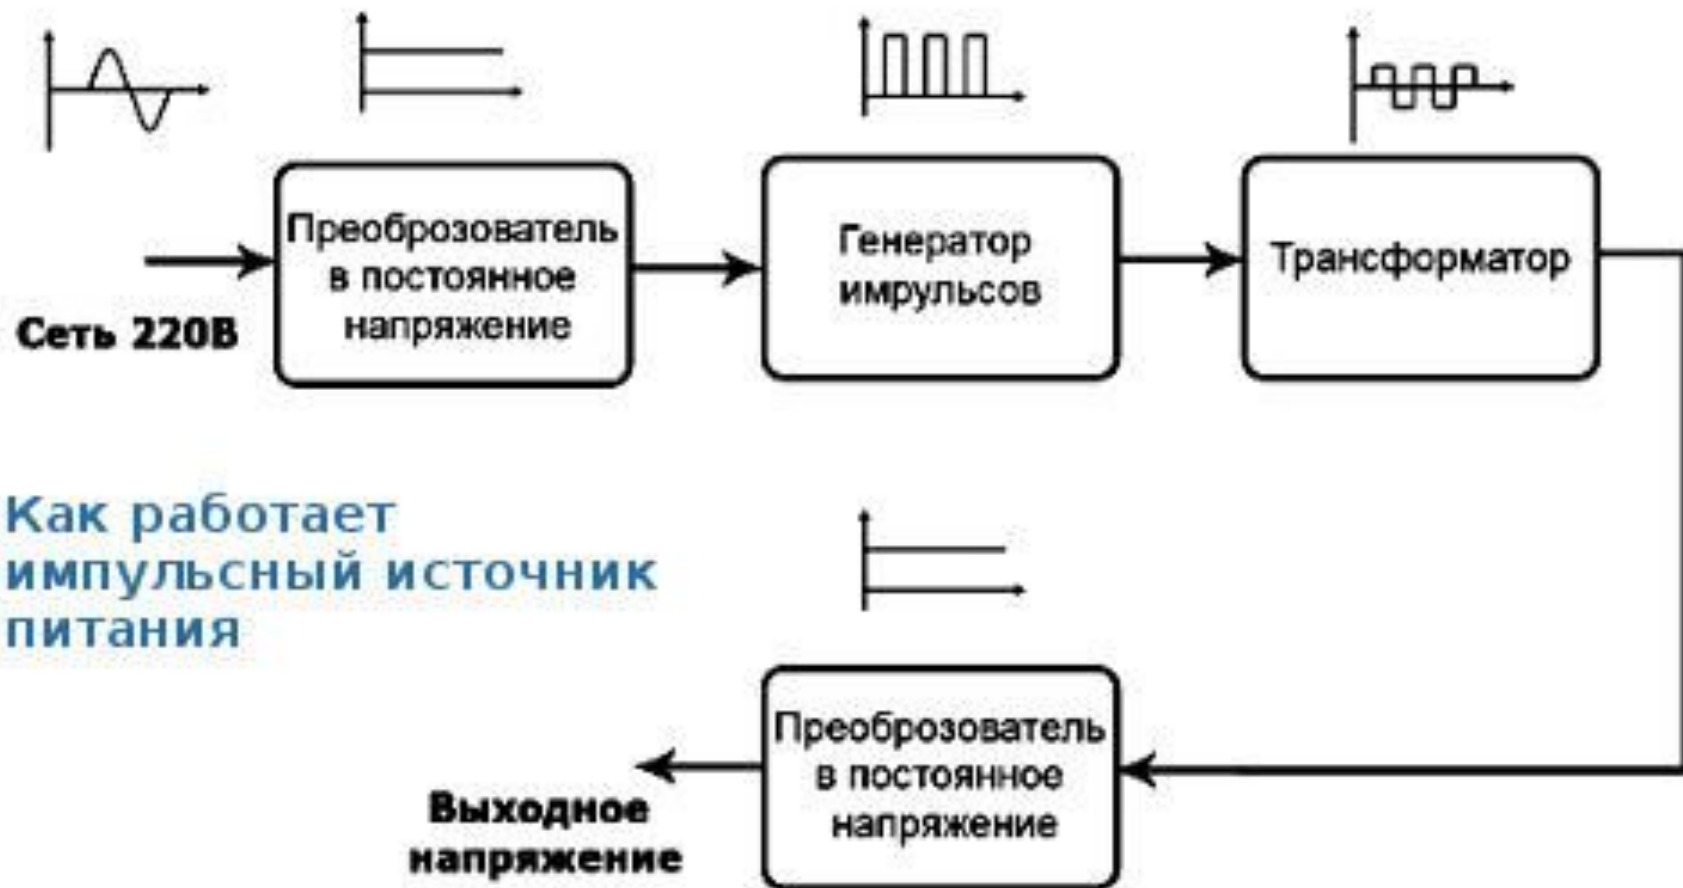 Преоброзователь
в постоянное
напряжение
Генератор
имрульсов
Трансформатор
Сеть 220В
Как работает
импульсный источник
питания
Преоброзователь
в постоянное
напряжение
Выходное
напряжение